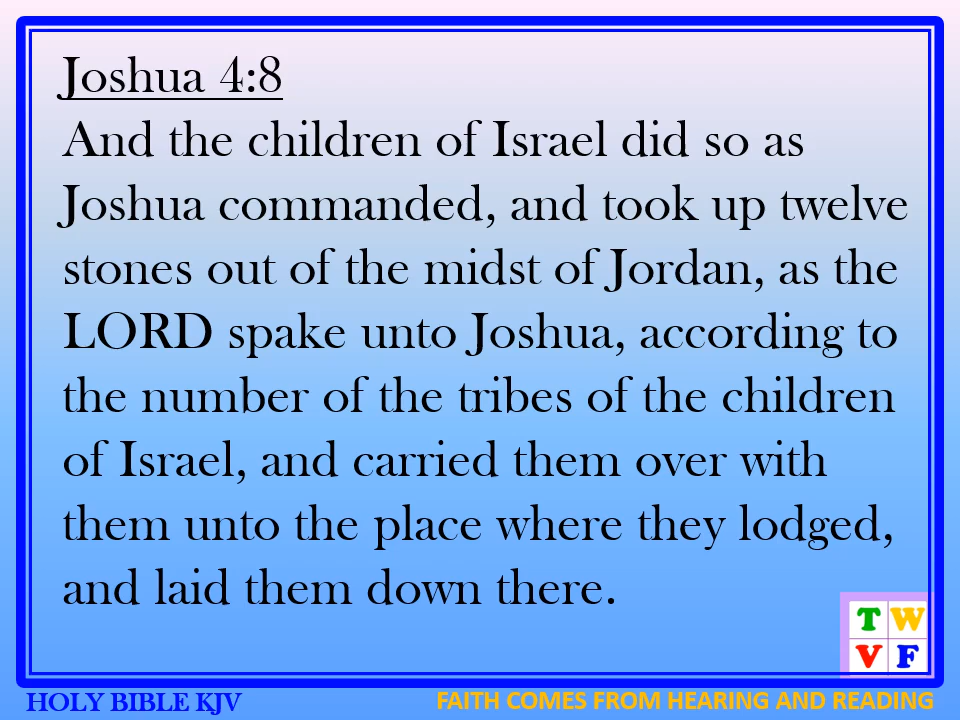 Joshua 4:8
And the children of Israel did so as
Joshua commanded, and took up twelve
stones out of the midst of Jordan, as the
LORD spake unto Joshua, according to
the number of the tribes of the children
of Israel, and carried them over with
them unto the place where they lodged,
and laid them down there.
T W
V F
HOLY BIBLE KJV
FAITH COMES FROM HEARING AND READING